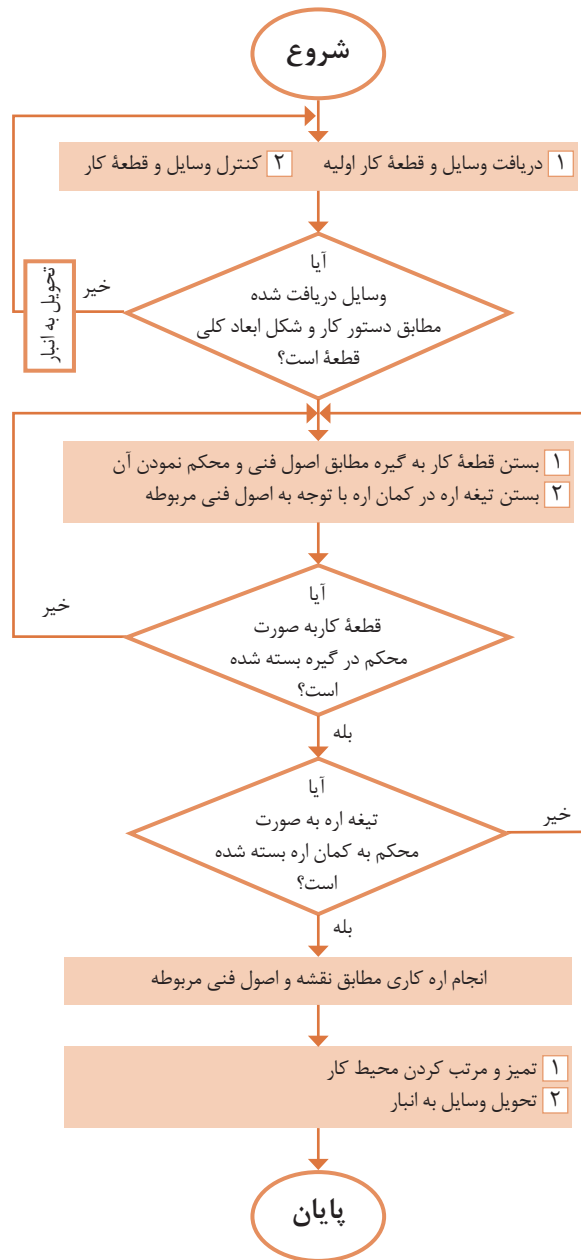 شروع
1 دریافت وسایل و قطعهٔ کار اولیه 2 کنترل وسایل و قطعهٔ کار
آیا
وسایل دریافت شده
مطابق دستور کار و شکل ابعاد کلی
قطعهٔ است؟
خیر
تحویل به انبار
۱ بستن قطعهٔ کار به گیره مطابق اصول فنی و محکم نمودن آن
۲ بستن تیغه اره در کمان اره با توجه به اصول فنی مربوطه
آیا
قطعهٔ کاربه صورت
محکم در گیره بسته شده
است؟
خیر
بله
آیا
تیغه اره به صورت
محکم به کمان اره بسته شده
است؟
خیر
بله
انجام اره کاری مطابق نقشه و اصول فنی مربوطه
۱ تمیز و مرتب کردن محیط کار
۲ تحویل وسایل به انبار
پایان